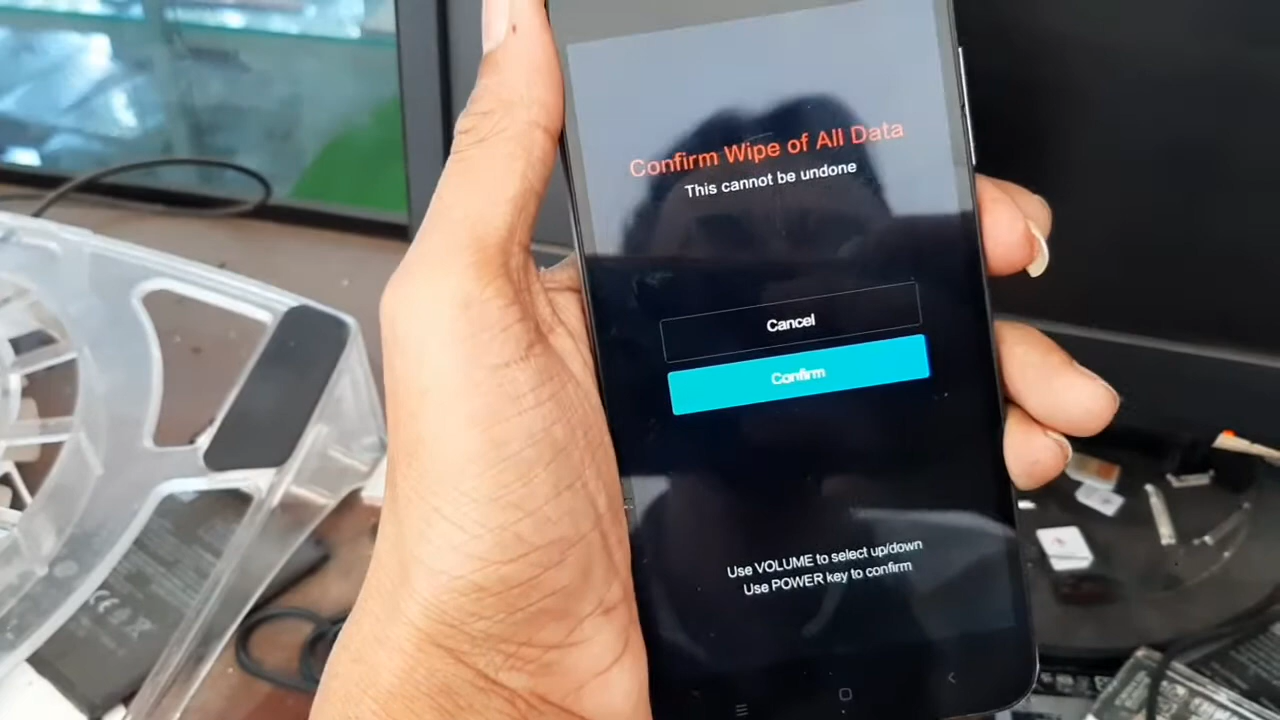 Confirm Wipe of All Data
This cannot be undone
Cancel
Confirm
Use VOLUME to select up/down
Use POWER key to confirm